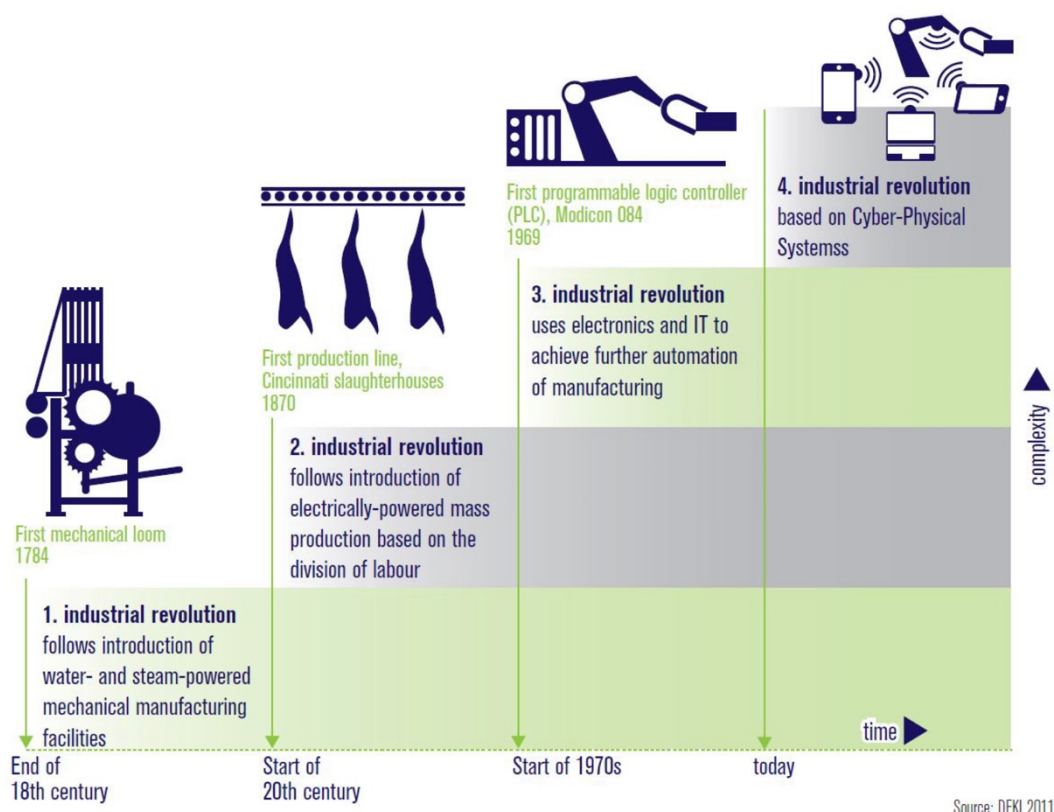 First mechanical loom
1784
First production line,
Cincinnati slaughterhouses
1870
First programmable logic controller
(PLC), Modicon 084
1969
4. industrial revolution
based on Cyber-Physical
Systemss
3. industrial revolution
uses electronics and IT to
achieve further automation
of manufacturing
2. industrial revolution
follows introduction of
electrically-powered mass
production based on the
division of labour
1. industrial revolution
follows introduction of
water- and steam-powered
mechanical manufacturing
facilities
complexity
time
End of
18th century
Start of
20th century
Start of 1970s
today
Source: DFKI 2011